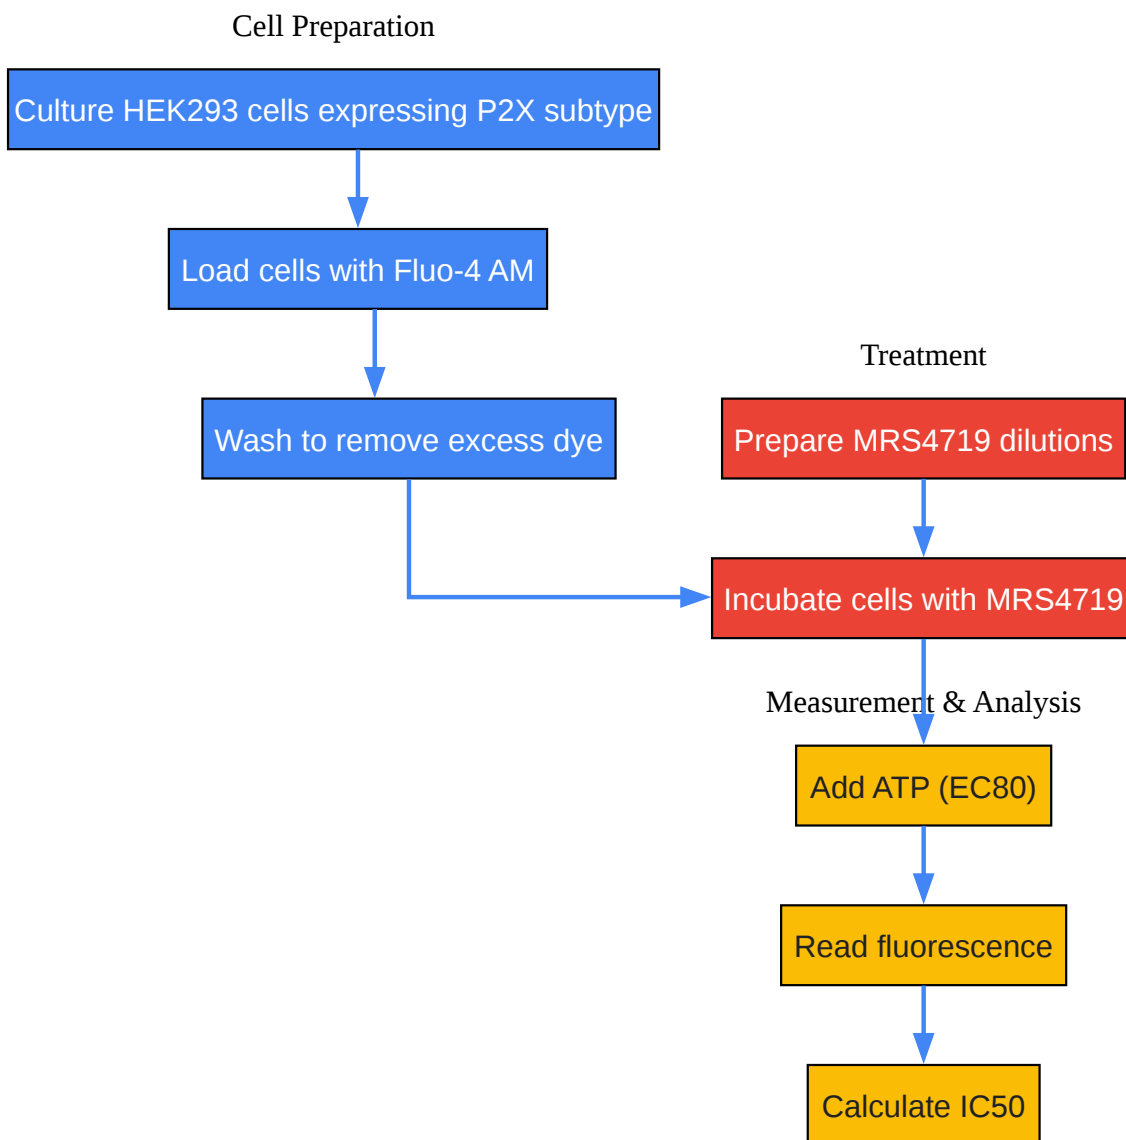 Cell Preparation
Culture HEK293 cells expressing P2X subtype
Load cells with Fluo-4 AM
Wash to remove excess dye
Treatment
Prepare MRS4719 dilutions
Incubate cells with MRS4719
Measurement & Analysis
Add ATP (EC80)
Read fluorescence
Calculate IC50